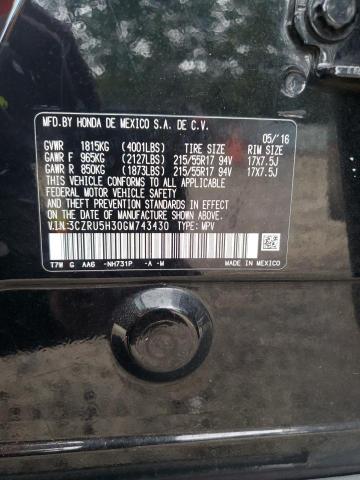 MFD.BY HONDA DE MEXICO S.A. DE C.V.
05/'16
GVWR 1815KG (4001LBS) TIRE SIZE RIM SIZE
GAWR F 965KG (2127LBS) 215/55R17 94V 17X7.5J
GAWR R 850KG (1873LBS) 215/55R17 94V 17X7.5J
THIS VEHICLE CONFORMS TO ALL APPLICABLE
FEDERAL MOTOR VEHICLE SAFETY
AND THEFT PREVENTION STANDARDS IN EFFECT
ON THE DATE OF MANUFACTURE SHOWN ABOVE.
V.I.N:3CZRU5H30GM743430 TYPE: MPV
T7W G AA6 -NH731P -A -M MADE IN MEXICO